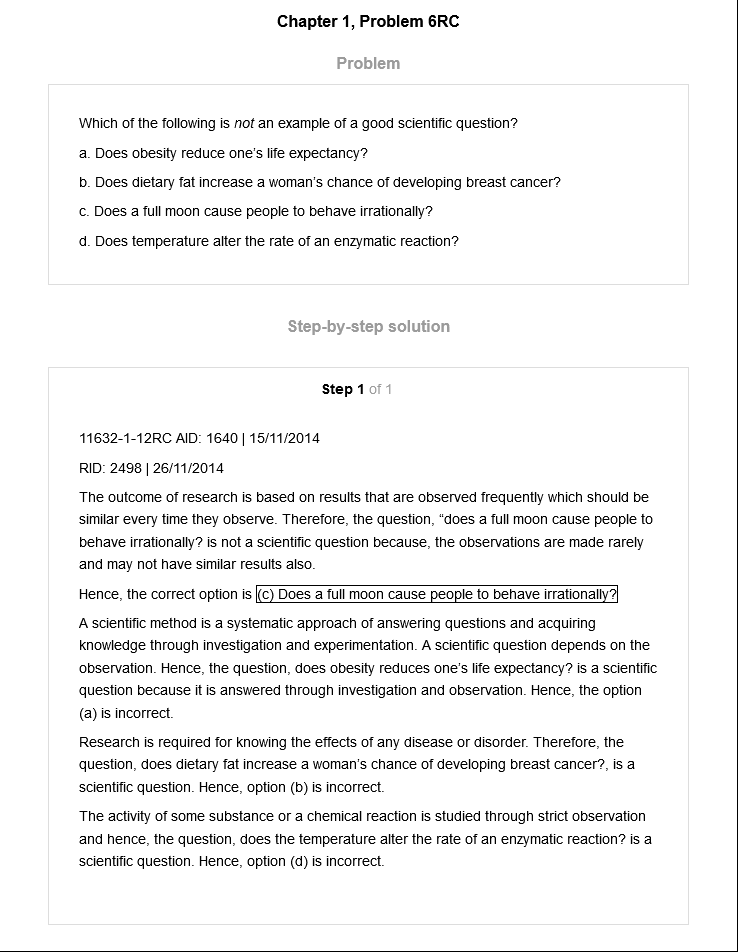 Chapter 1, Problem 6RC
Problem
Which of the following is not an example of a good scientific question?
a. Does obesity reduce one’s life expectancy?
b. Does dietary fat increase a woman’s chance of developing breast cancer?
c. Does a full moon cause people to behave irrationally?
d. Does temperature alter the rate of an enzymatic reaction?
Step-by-step solution
Step 1 of 1
11632-1-12RC AID: 1640 | 15/11/2014
RID: 2498 | 26/11/2014
The outcome of research is based on results that are observed frequently which should be
similar every time they observe. Therefore, the question, “does a full moon cause people to
behave irrationally? is not a scientific question because, the observations are made rarely
and may not have similar results also.
Hence, the correct option is (c) Does a full moon cause people to behave irrationally?
A scientific method is a systematic approach of answering questions and acquiring
knowledge through investigation and experimentation. A scientific question depends on the
observation. Hence, the question, does obesity reduces one’s life expectancy? is a scientific
question because it is answered through investigation and observation. Hence, the option
(a) is incorrect.
Research is required for knowing the effects of any disease or disorder. Therefore, the
question, does dietary fat increase a woman’s chance of developing breast cancer?, is a
scientific question. Hence, option (b) is incorrect.
The activity of some substance or a chemical reaction is studied through strict observation
and hence, the question, does the temperature alter the rate of an enzymatic reaction? is a
scientific question. Hence, option (d) is incorrect.